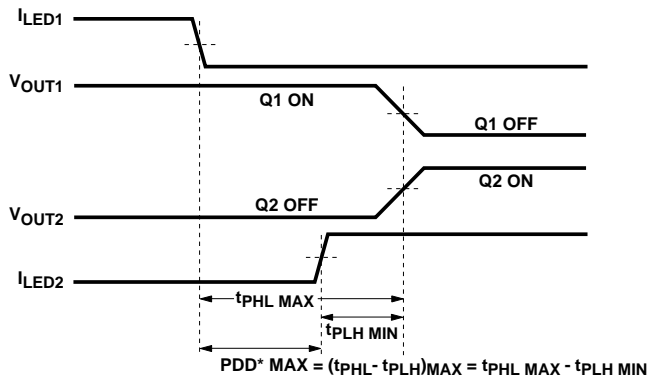 ILED1
VOUT1
Q1 ON
Q1 OFF
Q2 ON
Q2 OFF
VOUT2
ILED2
tPHL MAX
tPLH MIN
PDD* MAX = (tPHL- tPLH)MAX = tPHL MAX - tPLH MIN